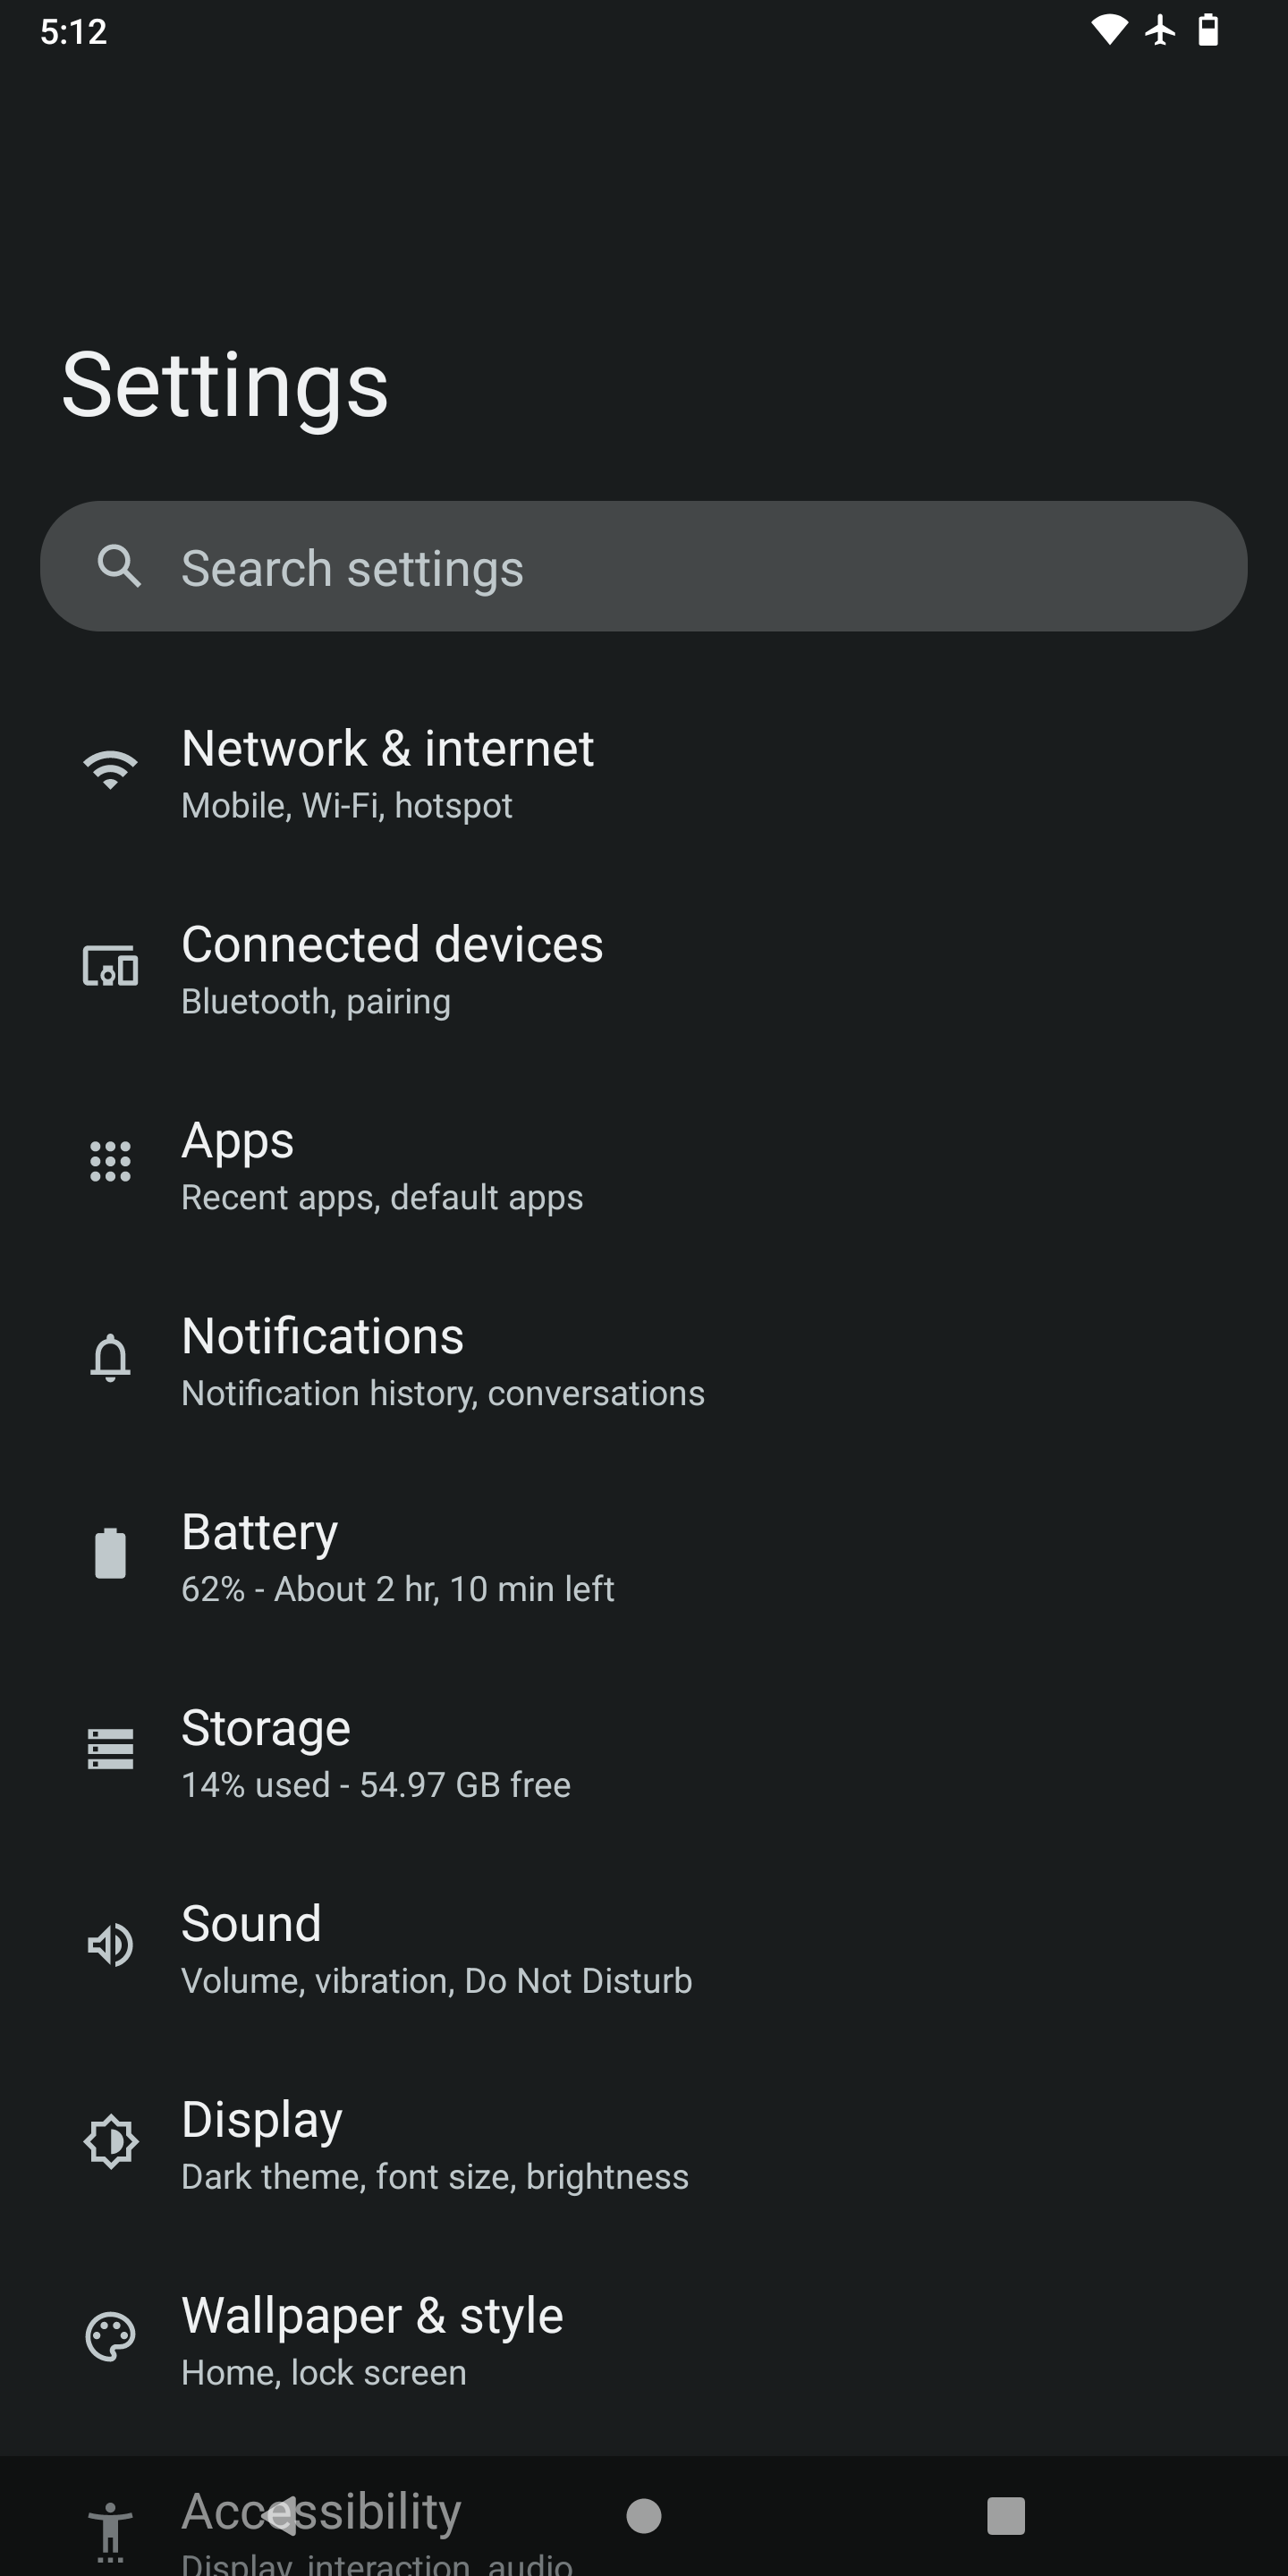 5:12
Settings
Search settings
Network & internet
Mobile, Wi-Fi, hotspot
Connected devices
Bluetooth, pairing
Apps
Recent apps, default apps
Notifications
Notification history, conversations
Battery
62% - About 2 hr, 10 min left
Storage
14% used - 54.97 GB free
Sound
Volume, vibration, Do Not Disturb
Display
Dark theme, font size, brightness
Wallpaper & style
Home, lock screen
Accessibility
Display, interaction, audio